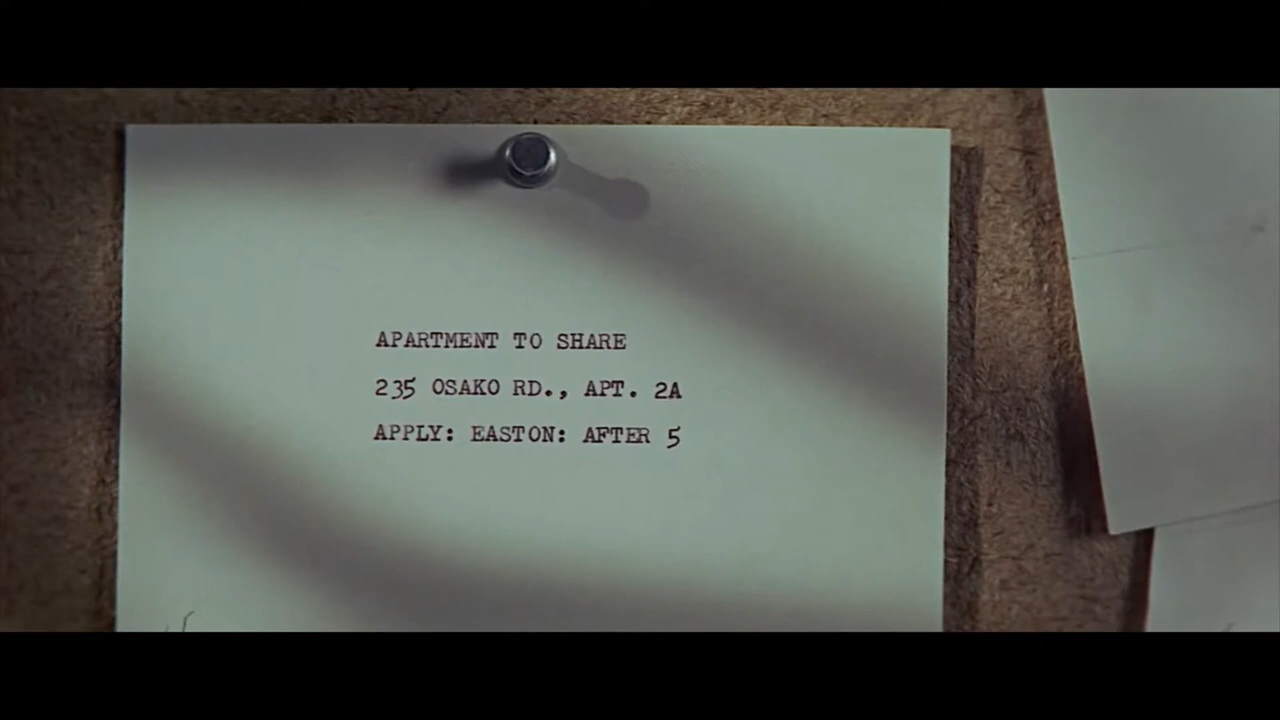 APARTMENT TO SHARE
235 OSAKO RD., APT. 2A
APPLY: EASTON: AFTER 5